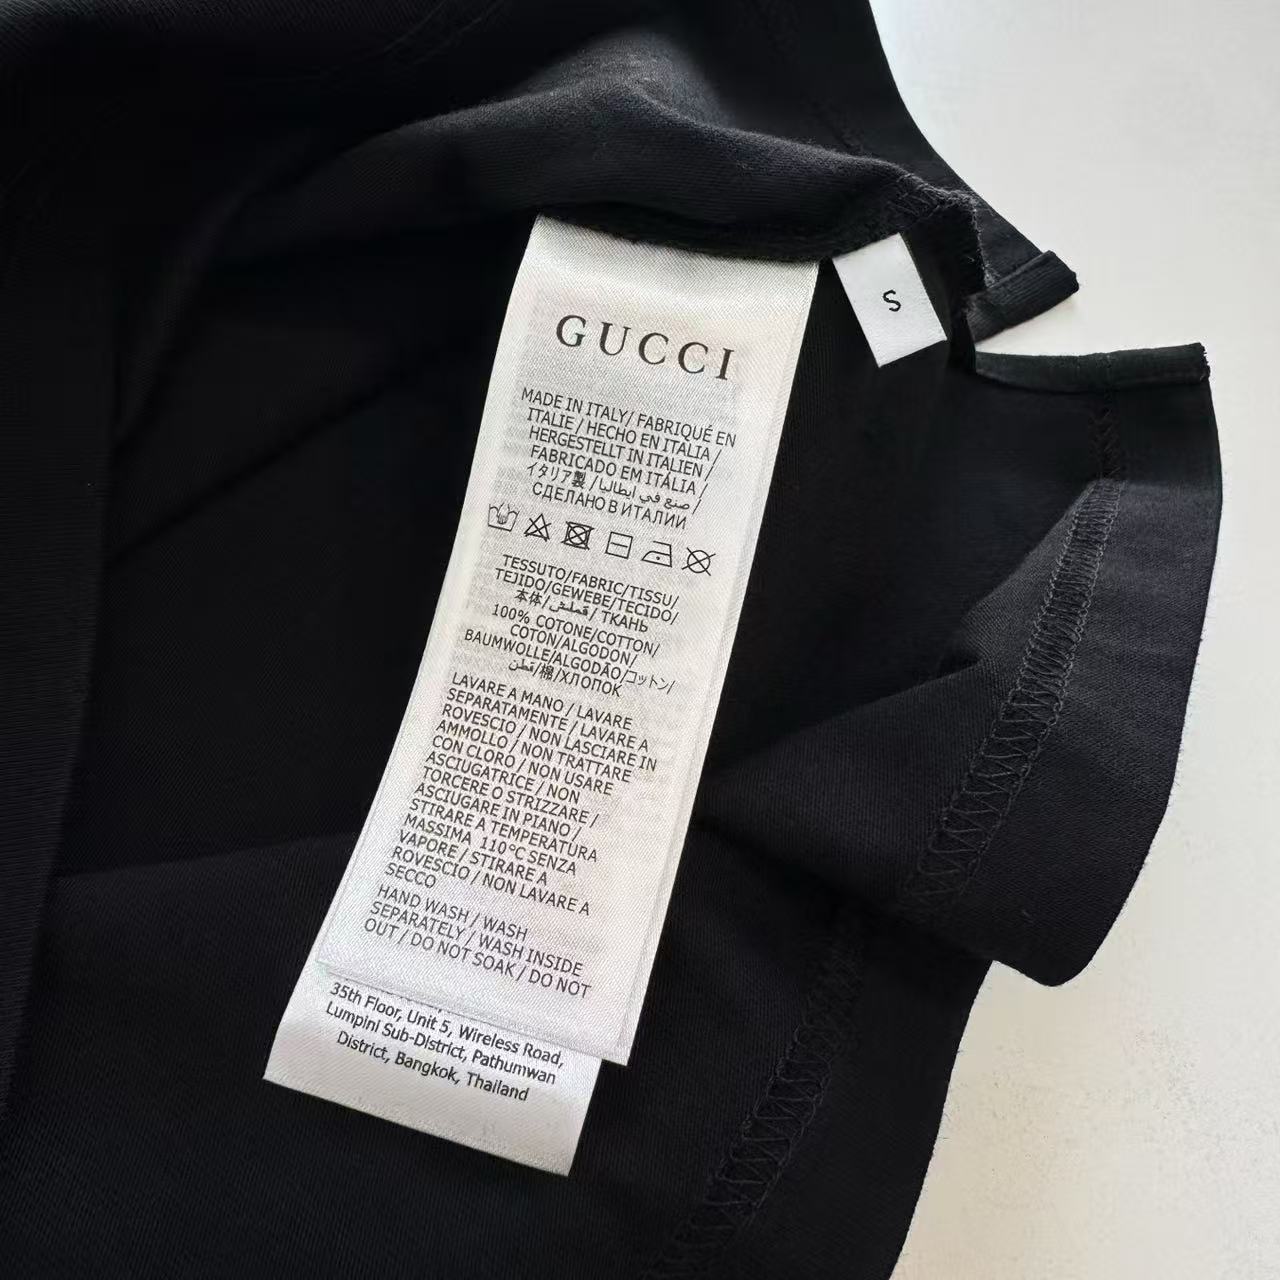 GUCCI
S
MADE IN ITALY/ FABRIQUÉ EN
ITALIE / HECHO EN ITALIA /
HERGESTELLT IN ITALIEN /
FABRICADO EM ITALIA /
イタリア製 / صنع في ايطاليا /
СДЕЛАНО В ИТАЛИИ
TESSUTO/FABRIC/TISSU/
TEJIDO/GEWEBE/TECIDO/
本体/قماش/ ТКАНЬ
100% COTONE/COTTON/
COTON/ALGODON/
BAUMWOLLE/ALGODÃO/コットン/
قطن/棉/ХЛОПОК
LAVARE A MANO / LAVARE
SEPARATAMENTE / LAVARE A
ROVESCIO / NON LASCIARE IN
AMMOLLO / NON TRATTARE
CON CLORO / NON USARE
ASCIUGATRICE / NON
TORCERE O STRIZZARE /
ASCIUGARE IN PIANO /
STIRARE A TEMPERATURA
MASSIMA 110°C SENZA
VAPORE / STIRARE A
ROVESCIO / NON LAVARE A
SECCO
HAND WASH / WASH
SEPARATELY / WASH INSIDE
OUT / DO NOT SOAK / DO NOT
35th Floor, Unit 5, Wireless Road,
Lumpini Sub-District, Pathumwan
District, Bangkok, Thailand